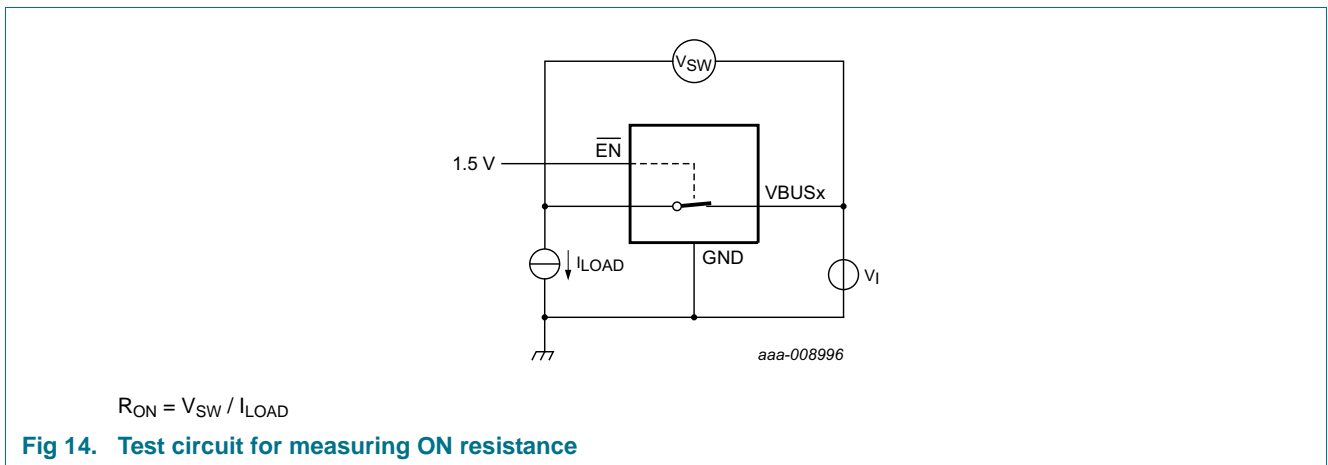 VSW
EN
1.5 V
VBUSx
GND
ILOAD
VI
aaa-008996
RON = VSW / ILOAD
Fig 14. Test circuit for measuring ON resistance